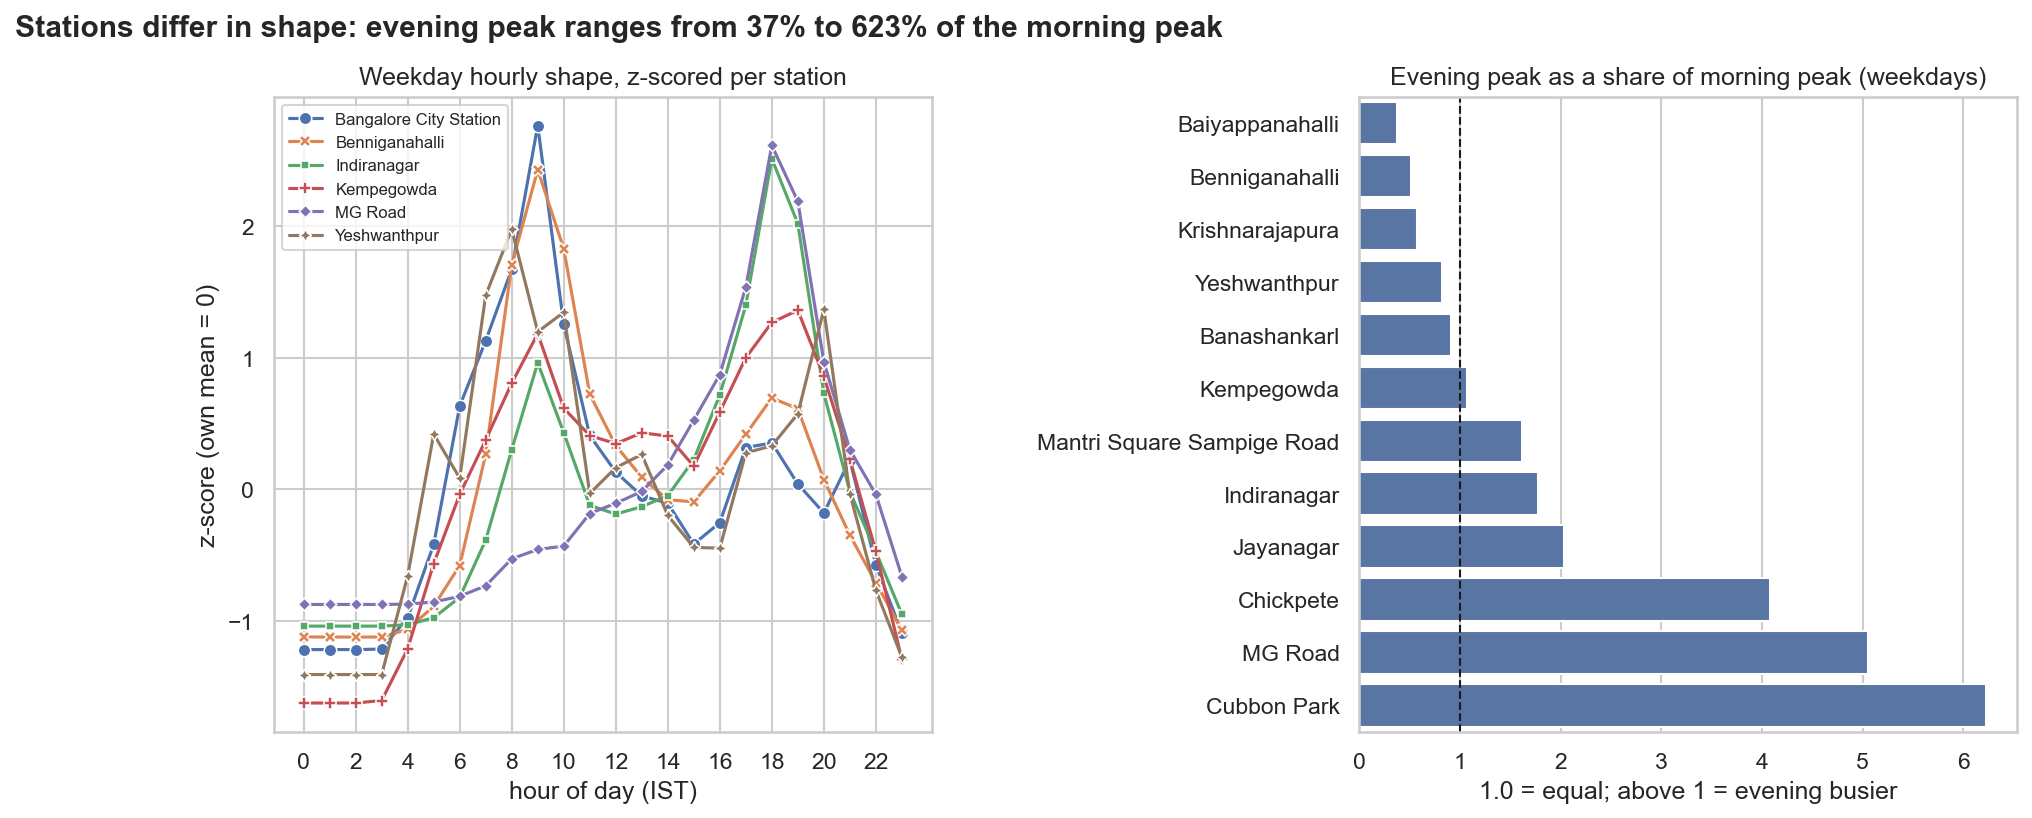 Stations differ in shape: evening peak ranges from 37% to 623% of the morning peak
Weekday hourly shape, z-scored per station
Bangalore City Station
Benniganahalli
Indiranagar
Kempegowda
MG Road
Yeshwanthpur
z-score (own mean = 0)
2
1
0
−1
0 2 4 6 8 10 12 14 16 18 20 22
hour of day (IST)
Evening peak as a share of morning peak (weekdays)
Baiyappanahalli
Benniganahalli
Krishnarajapura
Yeshwanthpur
Banashankarl
Kempegowda
Mantri Square Sampige Road
Indiranagar
Jayanagar
Chickpete
MG Road
Cubbon Park
0 1 2 3 4 5 6
1.0 = equal; above 1 = evening busier